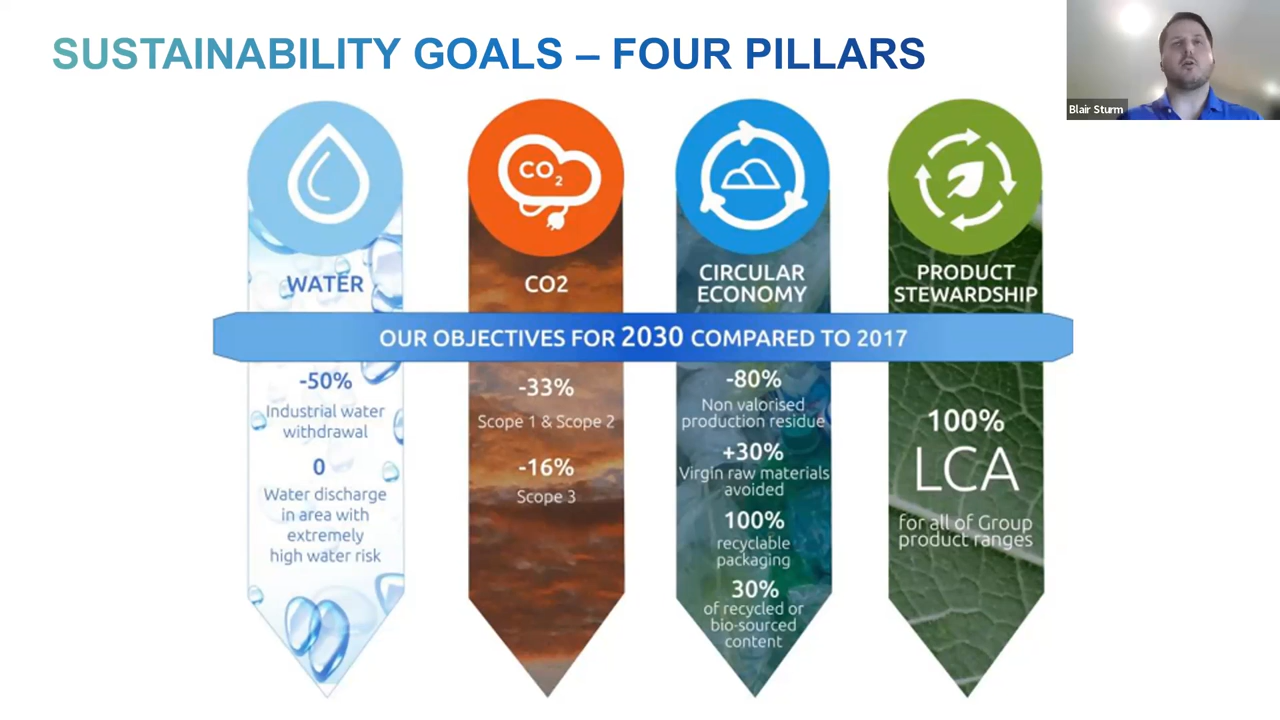 SUSTAINABILITY GOALS – FOUR PILLARS
Blair Sturm
CO2
WATER
CO2
CIRCULAR
ECONOMY
PRODUCT
STEWARDSHIP
OUR OBJECTIVES FOR 2030 COMPARED TO 2017
-50%
Industrial water
withdrawal
0
Water discharge
in area with
extremely
high water risk
-33%
Scope 1 & Scope 2
-16%
Scope 3
-80%
Non valorised
production residue
+30%
Virgin raw materials
avoided
100%
recyclable
packaging
30%
of recycled or
bio-sourced
content
100%
LCA
for all of Group
product ranges